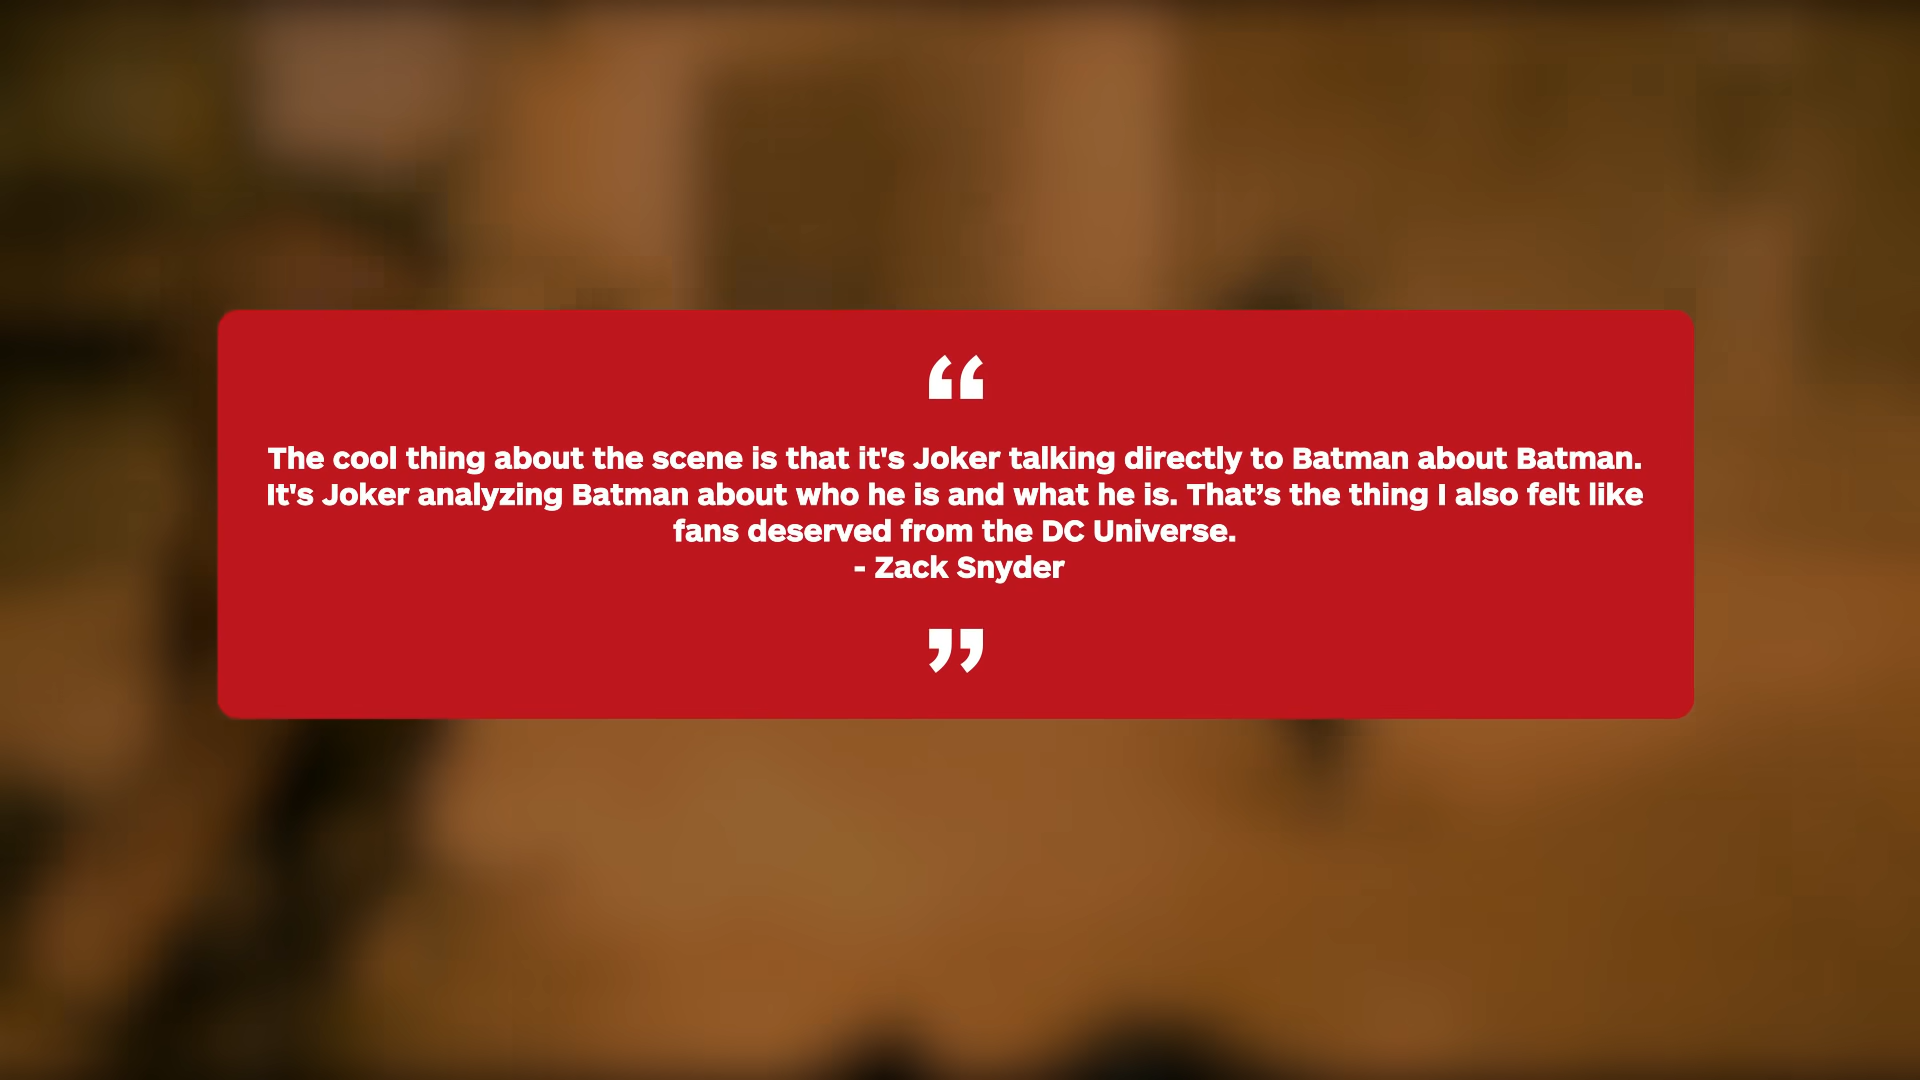 “
The cool thing about the scene is that it's Joker talking directly to Batman about Batman.
It's Joker analyzing Batman about who he is and what he is. That’s the thing I also felt like
fans deserved from the DC Universe.
- Zack Snyder
”